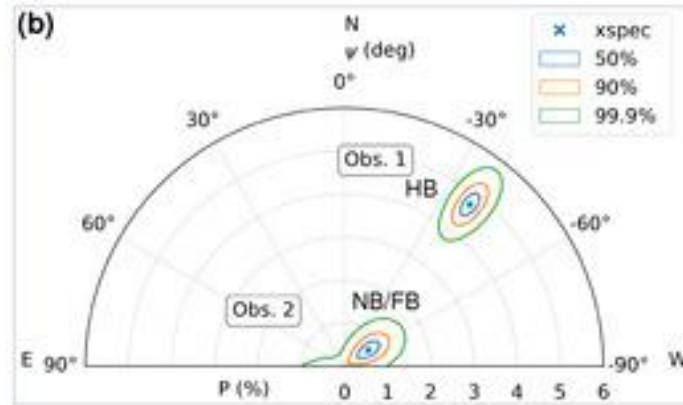 (b)
N
ψ (deg)
0°
30°
-30°
60°
-60°
E 90°
-90° W
xspec
50%
90%
99.9%
Obs. 1
HB
Obs. 2
NB/FB
P (%)
0 1 2 3 4 5 6